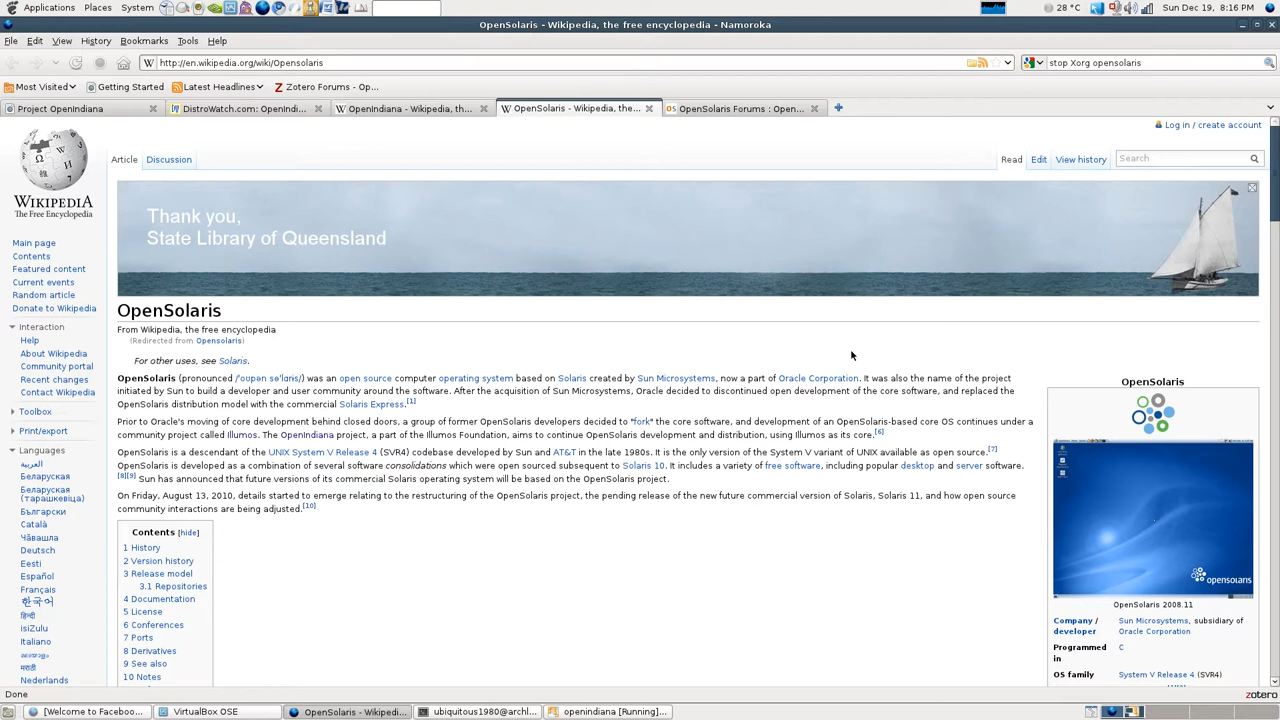 Applications Places System 28 °C Sun Dec 19, 8:16 PM
OpenSolaris - Wikipedia, the free encyclopedia - Namoroka
File Edit View History Bookmarks Tools Help
http://en.wikipedia.org/wiki/Opensolaris stop Xorg opensolaris
Most Visited Getting Started Latest Headlines Zotero Forums - Op...
Project OpenIndiana DistroWatch.com: OpenIndi... OpenIndiana - Wikipedia, th... OpenSolaris - Wikipedia, the... OpenSolaris Forums : Open...
Log in / create account
Article Discussion Read Edit View history Search
WIKIPEDIA
The Free Encyclopedia
Main page
Contents
Featured content
Current events
Random article
Donate to Wikipedia
Interaction
Help
About Wikipedia
Community portal
Recent changes
Contact Wikipedia
Toolbox
Print/export
Languages
العربية
Беларуская
Беларуская
(тарашкевіца)
Български
Català
Чӑвашла
Deutsch
Eesti
Español
Français
한국어
हिन्दी
isiZulu
Italiano
മലയാളം
मराठी
Nederlands
Thank you,
State Library of Queensland
OpenSolaris
From Wikipedia, the free encyclopedia
(Redirected from Opensolaris)
For other uses, see Solaris.
OpenSolaris (pronounced /ˌoʊpən səˈlɑrɪs/) was an open source computer operating system based on Solaris created by Sun Microsystems, now a part of Oracle Corporation. It was also the name of the project
initiated by Sun to build a developer and user community around the software. After the acquisition of Sun Microsystems, Oracle decided to discontinue open development of the core software, and replaced the
OpenSolaris distribution model with the commercial Solaris Express.[1]
Prior to Oracle's moving of core development behind closed doors, a group of former OpenSolaris developers decided to "fork" the core software, and development of an OpenSolaris-based core OS continues under a
community project called Illumos. The OpenIndiana project, a part of the Illumos Foundation, aims to continue OpenSolaris development and distribution, using Illumos as its core.[6]
OpenSolaris is a descendant of the UNIX System V Release 4 (SVR4) codebase developed by Sun and AT&T in the late 1980s. It is the only version of the System V variant of UNIX available as open source.[7]
OpenSolaris is developed as a combination of several software consolidations which were open sourced subsequent to Solaris 10. It includes a variety of free software, including popular desktop and server software.
[8][9] Sun has announced that future versions of its commercial Solaris operating system will be based on the OpenSolaris project.
On Friday, August 13, 2010, details started to emerge relating to the restructuring of the OpenSolaris project, the pending release of the new future commercial version of Solaris, Solaris 11, and how open source
community interactions are being adjusted.[10]
Contents [hide]
1 History
2 Version history
3 Release model
3.1 Repositories
4 Documentation
5 License
6 Conferences
7 Ports
8 Derivatives
9 See also
10 Notes
OpenSolaris
opensolaris
OpenSolaris 2008.11
Company / developer Sun Microsystems, subsidiary of Oracle Corporation
Programmed in C
OS family System V Release 4 (SVR4)
Done zotero
[Welcome to Faceboo... VirtualBox OSE OpenSolaris - Wikipedi... ubiquitous1980@archl... openindiana [Running]...